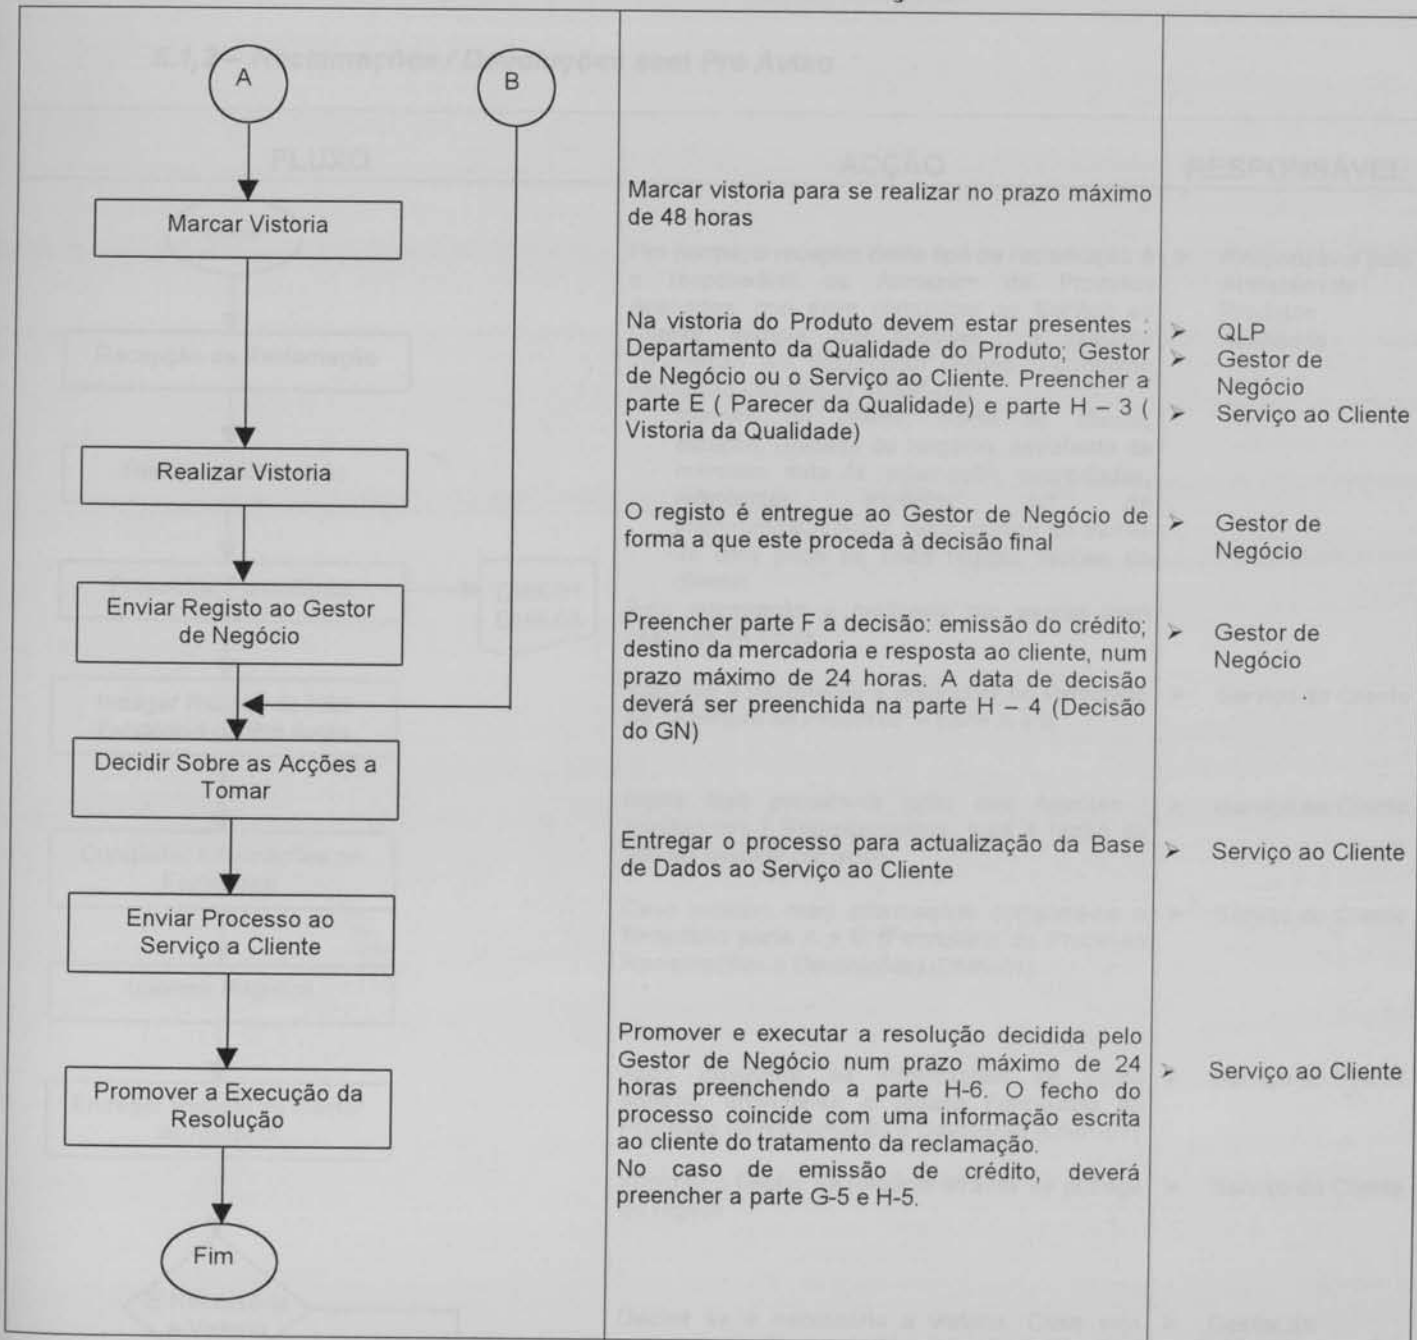 A
B
Marcar Vistoria
Marcar vistoria para se realizar no prazo máximo
de 48 horas
Na vistoria do Produto devem estar presentes :
Departamento da Qualidade do Produto; Gestor
de Negócio ou o Serviço ao Cliente. Preencher a
parte E ( Parecer da Qualidade) e parte H – 3 (
Vistoria da Qualidade)
➢ QLP
➢ Gestor de
Negócio
➢ Serviço ao Cliente
Realizar Vistoria
O registo é entregue ao Gestor de Negócio de
forma a que este proceda à decisão final
➢ Gestor de
Negócio
Enviar Registo ao Gestor
de Negócio
Preencher parte F a decisão: emissão do crédito;
destino da mercadoria e resposta ao cliente, num
prazo máximo de 24 horas. A data de decisão
deverá ser preenchida na parte H – 4 (Decisão
do GN)
➢ Gestor de
Negócio
Decidir Sobre as Acções a
Tomar
Entregar o processo para actualização da Base
de Dados ao Serviço ao Cliente
➢ Serviço ao Cliente
Enviar Processo ao
Serviço a Cliente
Promover e executar a resolução decidida pelo
Gestor de Negócio num prazo máximo de 24
horas preenchendo a parte H-6. O fecho do
processo coincide com uma informação escrita
ao cliente do tratamento da reclamação.
No caso de emissão de crédito, deverá
preencher a parte G-5 e H-5.
➢ Serviço ao Cliente
Promover a Execução da
Resolução
Fim